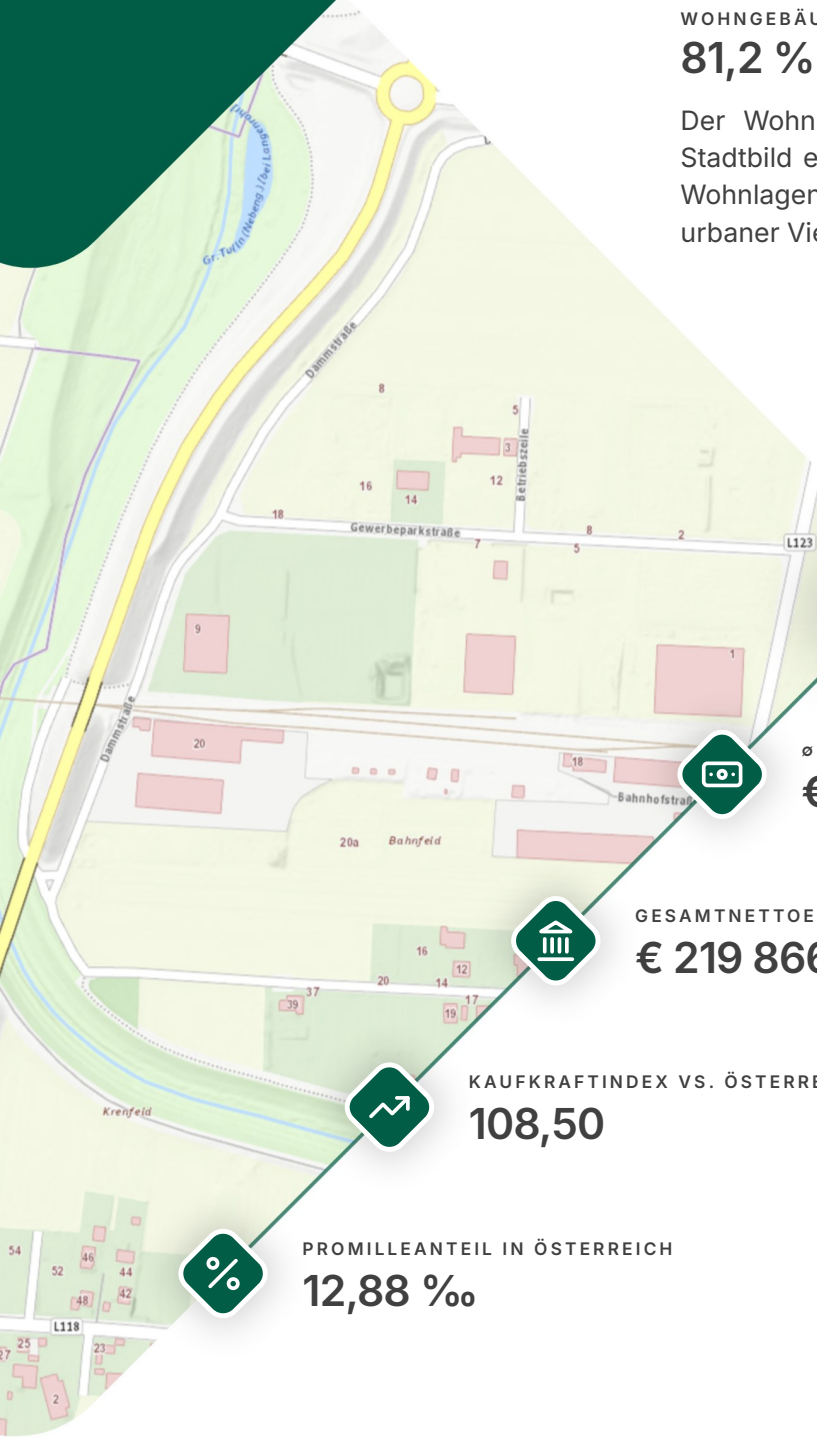 WOHNGEBÄU
81,2 %
Der Wohn
Stadtbild e
Wohnlagen
urbaner Vie
Gr. Tulln (Nebeng.) (bei Langenrohr)
Dammstraße
8
5
3
Betriebszeile
16
14
12
18
Gewerbeparkstraße
7
8
5
2
L123
9
1
Dammstraße
20
18
Bahnhofstraß
20a
Bahnfeld
ø
€
GESAMTNETTOE
€ 219 866
16
12
20
14
37
39
17
19
KAUFKRAFTINDEX VS. ÖSTERRE
108,50
Krenfeld
PROMILLEANTEIL IN ÖSTERREICH
12,88 ‰
54
52
46
44
48
42
L118
25
27
23
2